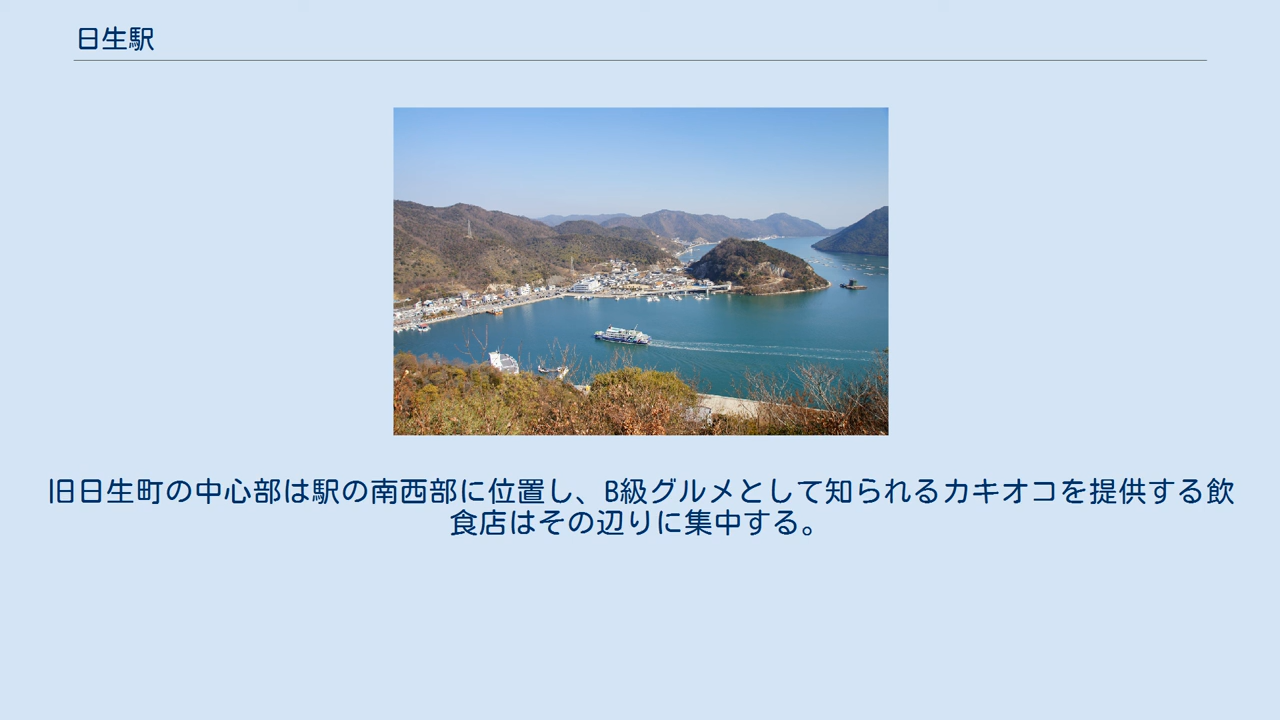 日生駅
旧日生町の中心部は駅の南西部に位置し、B級グルメとして知られるカキオコを提供する飲
食店はその辺りに集中する。